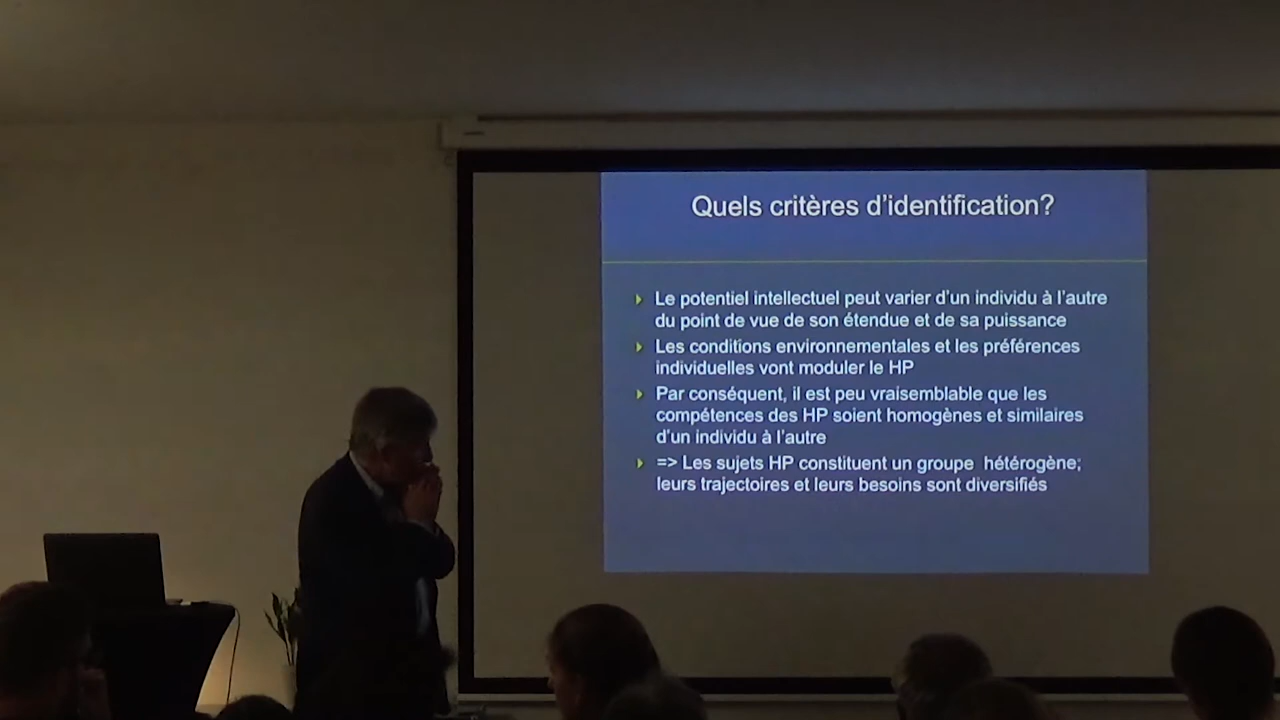 Quels critères d'identification?
Le potentiel intellectuel peut varier d'un individu à l'autre
du point de vue de son étendue et de sa puissance
Les conditions environnementales et les préférences
individuelles vont moduler le HP
Par conséquent, il est peu vraisemblable que les
compétences des HP soient homogènes et similaires
d'un individu à l'autre
=> Les sujets HP constituent un groupe hétérogène;
leurs trajectoires et leurs besoins sont diversifiés